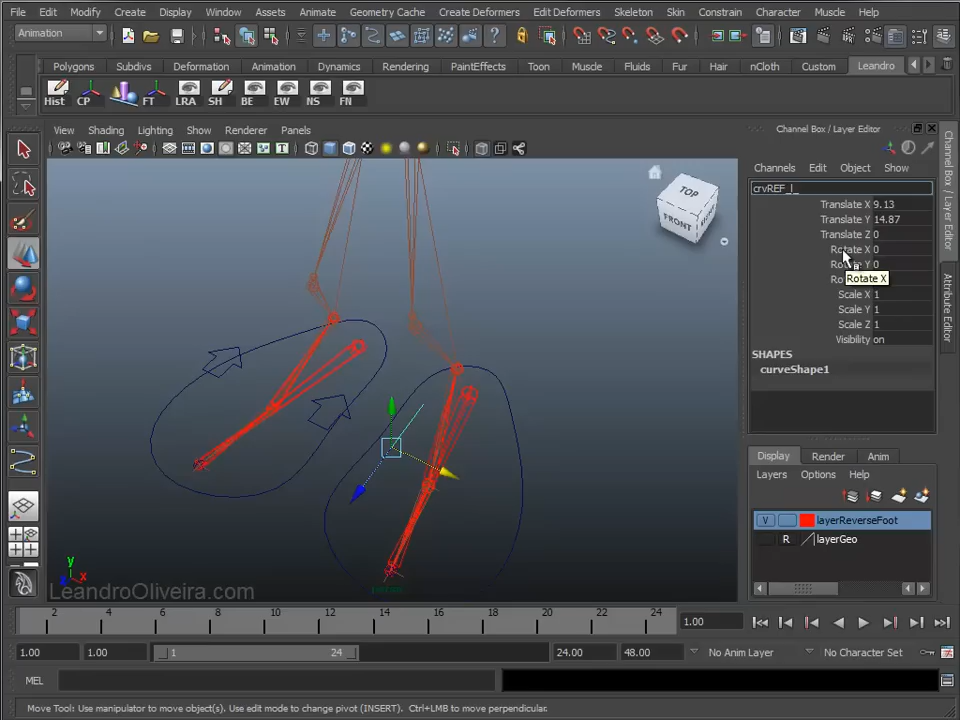 File Edit Modify Create Display Window Assets Animate Geometry Cache Create Deformers Edit Deformers Skeleton Skin Constrain Character Muscle Help
Animation
Polygons Subdivs Deformation Animation Dynamics Rendering PaintEffects Toon Muscle Fluids Fur Hair nCloth Custom Leandro
Hist CP FT LRA SH BE EW NS FN
View Shading Lighting Show Renderer Panels
Channel Box / Layer Editor
Channels Edit Object Show
crvREF_l_
Translate X 9.13
Translate Y 14.87
Translate Z 0
Rotate X 0
Rotate Y 0
Ro
Rotate X
Scale X 1
Scale Y 1
Scale Z 1
Visibility on
SHAPES
curveShape1
TOP
FRONT
Channel Box / Layer Editor
Attribute Editor
Display Render Anim
Layers Options Help
V layerReverseFoot
R layerGeo
y
x
LeandroOliveira.com
2 4 6 8 10 12 14 16 18 20 22 24
1.00
1.00 1.00 1 24 24.00 48.00 No Anim Layer No Character Set
MEL
Move Tool: Use manipulator to move object(s). Use edit mode to change pivot (INSERT). Ctrl+LMB to move perpendicular.